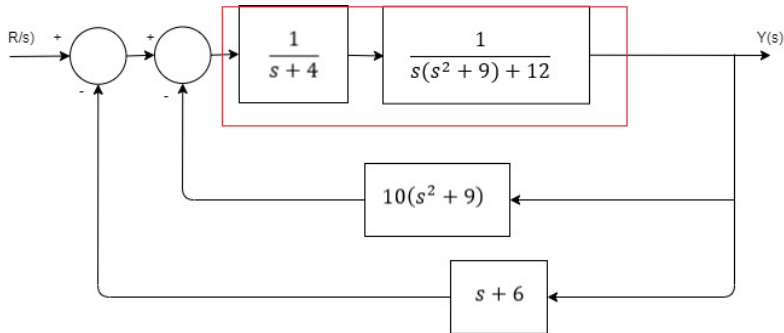 R/s) + + 1/(s + 4) 1/(s(s² + 9) + 12) Y(s)
- -
10(s² + 9)
s + 6